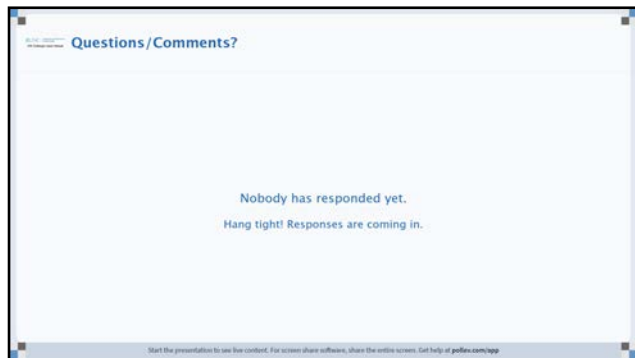 Questions/Comments?
Nobody has responded yet.
Hang tight! Responses are coming in.
Start the presentation to see live content. For screen share software, share the entire screen. Get help at pollev.com/app